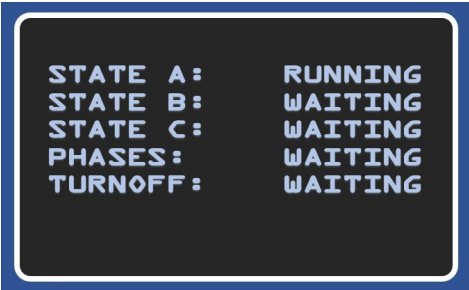 STATE A: RUNNING
STATE B: WAITING
STATE C: WAITING
PHASES: WAITING
TURNOFF: WAITING